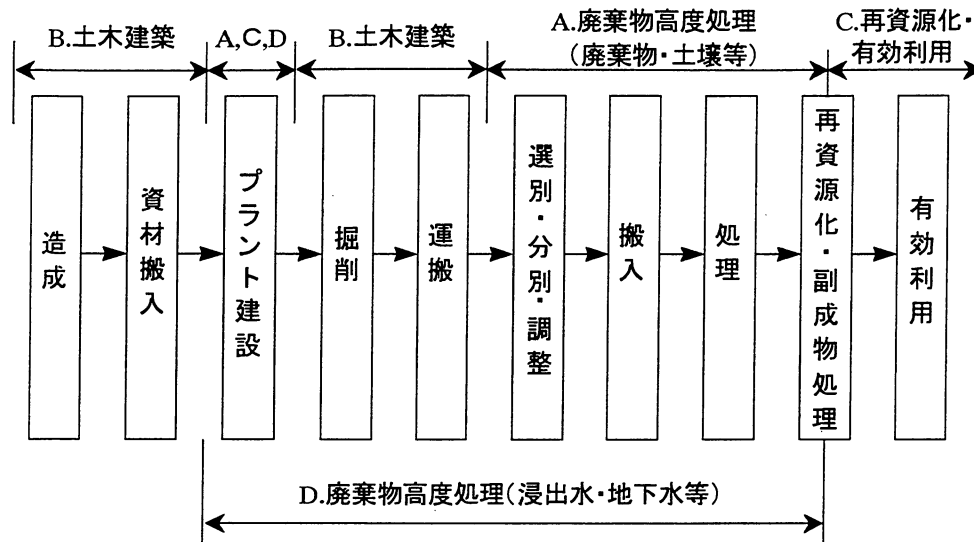 B.土木建築
A,C,D
B.土木建築
A.廃棄物高度処理
(廃棄物・土壌等)
C.再資源化・
有効利用
造成
資材搬入
プラント建設
掘削
運搬
選別・分別・調整
搬入
処理
再資源化・副成物処理
有効利用
D.廃棄物高度処理(浸出水・地下水等)